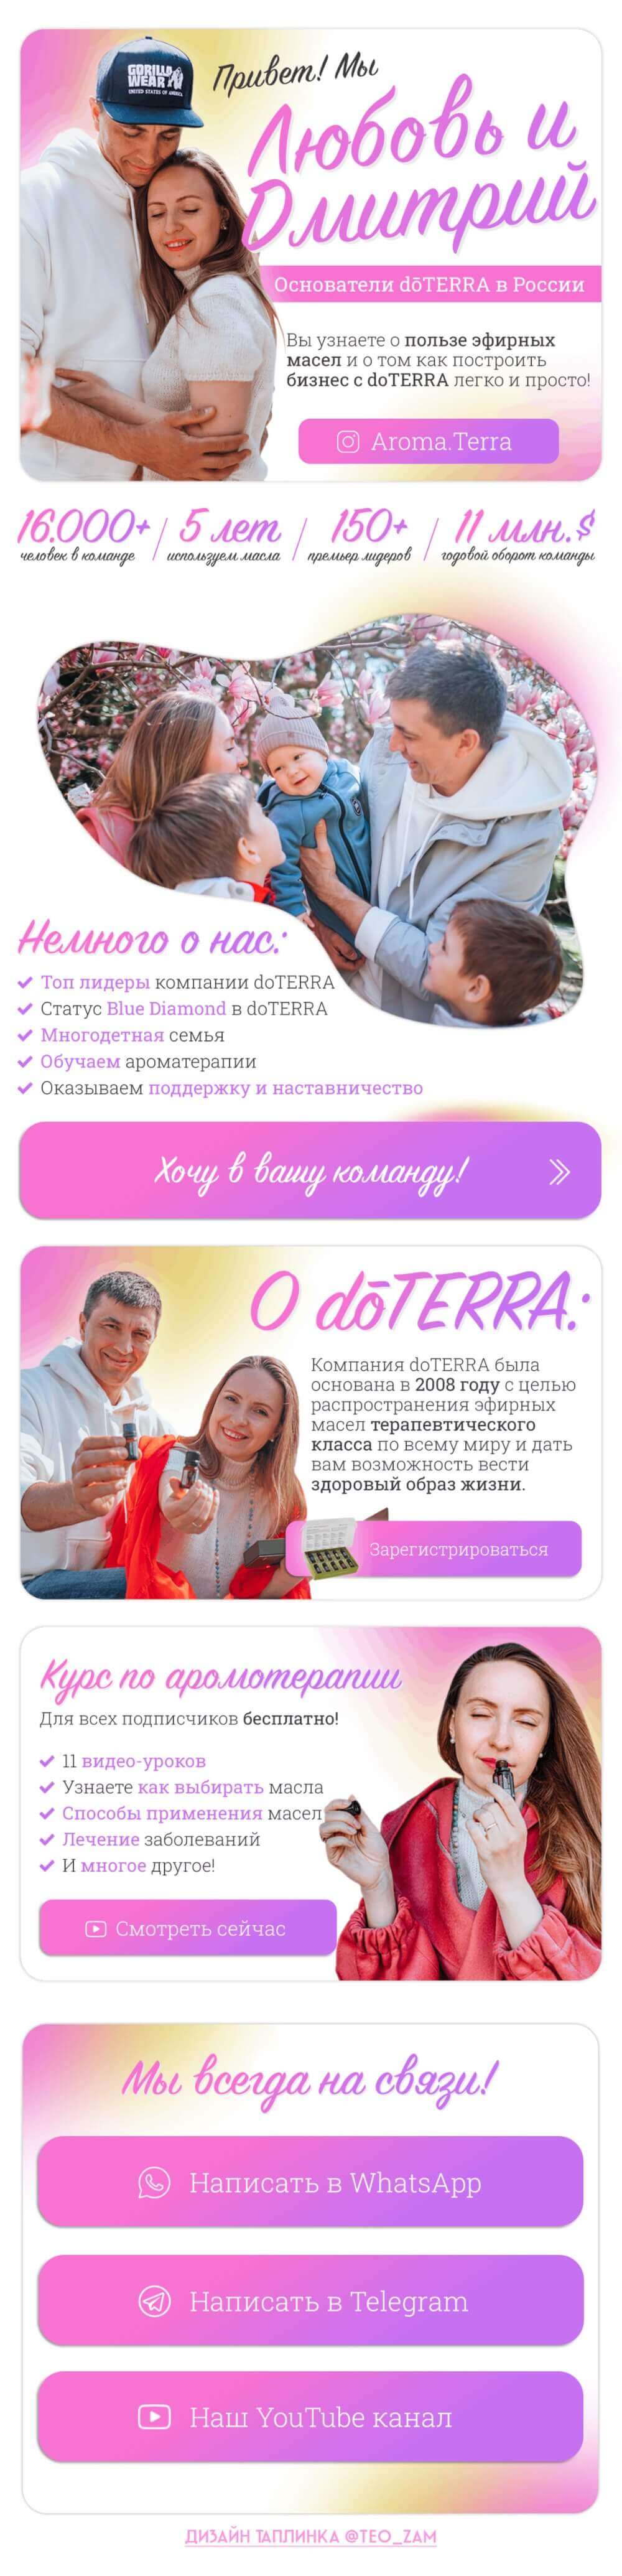 GORILLA
WEAR
UNITED STATES OF AMERICA
Привет! Мы
Любовь и
Дмитрий
Основатели dōTERRA в России
Вы узнаете о пользе эфирных
масел и о том как построить
бизнес с doTERRA легко и просто!
Aroma.Terra
16.000+ / 5 лет / 150+ / 11 млн.$
человек в команде используем масла премьер лидеров годовой оборот команды
Немного о нас:
Топ лидеры компании doTERRA
Статус Blue Diamond в doTERRA
Многодетная семья
Обучаем ароматерапии
Оказываем поддержку и наставничество
Хочу в вашу команду!
О dōTERRA:
Компания doTERRA была
основана в 2008 году с целью
распространения эфирных
масел терапевтического
класса по всему миру и дать
вам возможность вести
здоровый образ жизни.
Зарегистрироваться
Курс по аромотерапии
Для всех подписчиков бесплатно!
11 видео-уроков
Узнаете как выбирать масла
Способы применения масел
Лечение заболеваний
И многое другое!
Смотреть сейчас
Мы всегда на связи!
Написать в WhatsApp
Написать в Telegram
Наш YouTube канал
ДИЗАЙН ТАПЛИНКА @TEO_ZAM